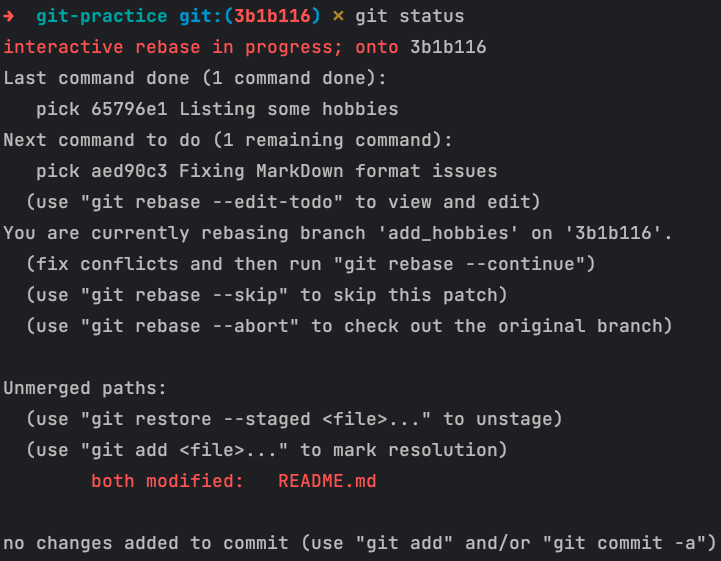 ➜  git-practice git:(3b1b116) ✗ git status
interactive rebase in progress; onto 3b1b116
Last command done (1 command done):
   pick 65796e1 Listing some hobbies
Next command to do (1 remaining command):
   pick aed90c3 Fixing MarkDown format issues
  (use "git rebase --edit-todo" to view and edit)
You are currently rebasing branch 'add_hobbies' on '3b1b116'.
  (fix conflicts and then run "git rebase --continue")
  (use "git rebase --skip" to skip this patch)
  (use "git rebase --abort" to check out the original branch)

Unmerged paths:
  (use "git restore --staged <file>..." to unstage)
  (use "git add <file>..." to mark resolution)
        both modified:   README.md

no changes added to commit (use "git add" and/or "git commit -a")